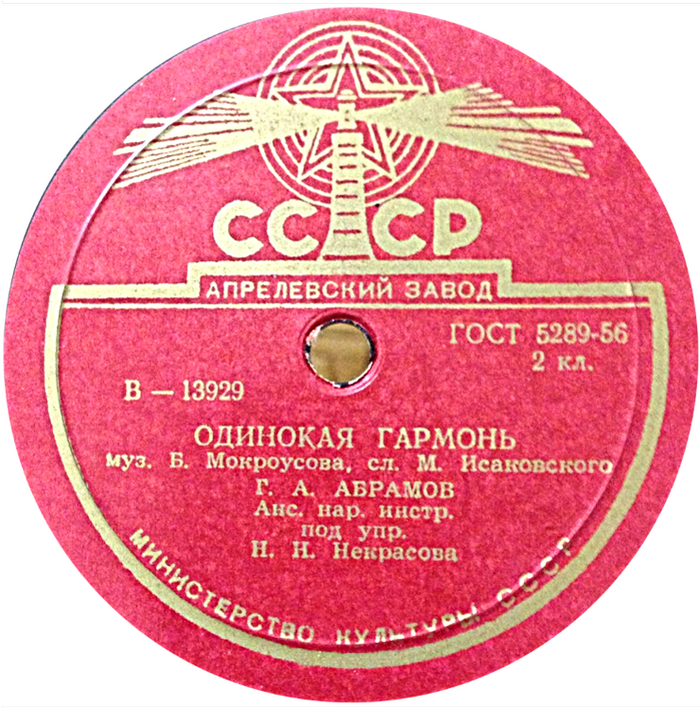 СССР
АПРЕЛЕВСКИЙ ЗАВОД
ГОСТ 5289-56
2 кл.
В — 13929
ОДИНОКАЯ ГАРМОНЬ
муз. Б. Мокроусова, сл. М. Исаковского
Г. А. АБРАМОВ
Анс. нар. инстр.
под упр.
Н. Н. Некрасова
МИНИСТЕРСТВО КУЛЬТУРЫ СССР